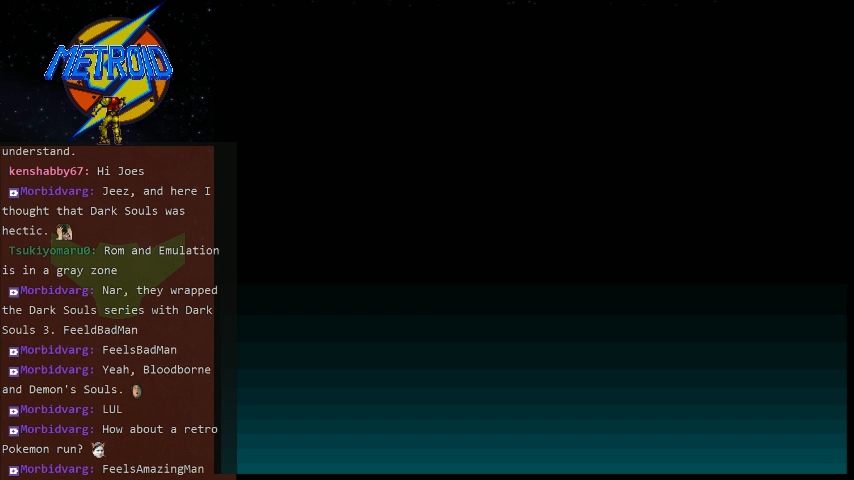 METROID
understand.
kenshabby67: Hi Joes
Morbidvarg: Jeez, and here I
thought that Dark Souls was
hectic.
Tsukiyomaru0: Rom and Emulation
is in a gray zone
Morbidvarg: Nar, they wrapped
the Dark Souls series with Dark
Souls 3. FeeldBadMan
Morbidvarg: FeelsBadMan
Morbidvarg: Yeah, Bloodborne
and Demon's Souls.
Morbidvarg: LUL
Morbidvarg: How about a retro
Pokemon run?
Morbidvarg: FeelsAmazingMan